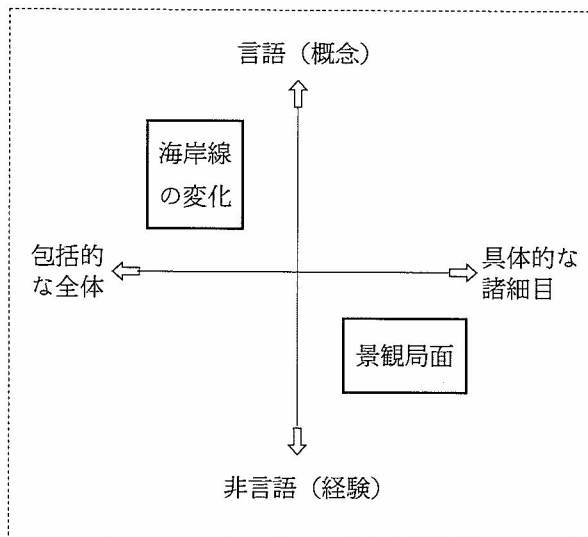 言語（概念）
海岸線
の変化
包括的
な全体
具体的な
諸細目
景観局面
非言語（経験）